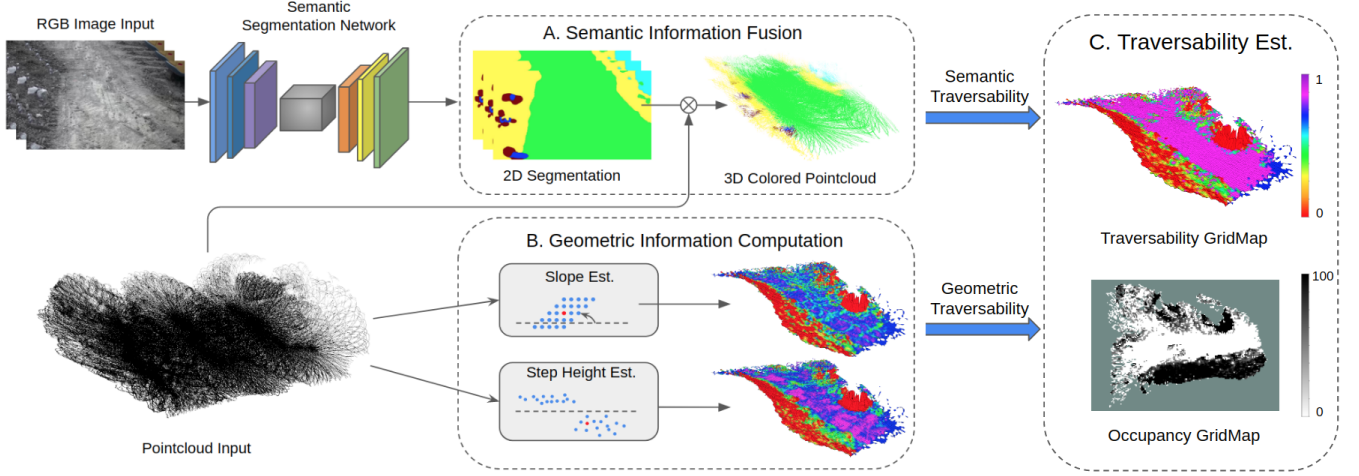 RGB Image Input
Semantic
Segmentation Network
A. Semantic Information Fusion
2D Segmentation
3D Colored Pointcloud
Semantic
Traversability
C. Traversability Est.
1
0
Traversability GridMap
Pointcloud Input
B. Geometric Information Computation
Slope Est.
Step Height Est.
Geometric
Traversability
100
0
Occupancy GridMap